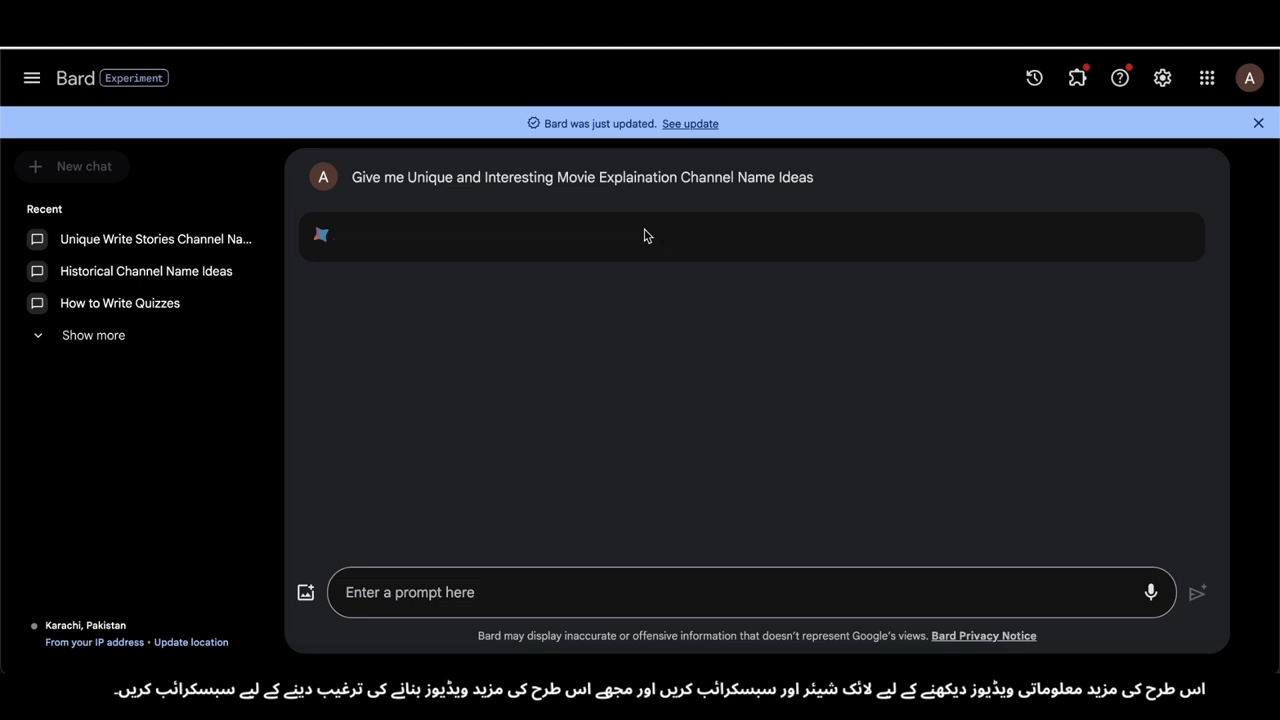 Bard Experiment
A
Bard was just updated. See update
New chat
Recent
Unique Write Stories Channel Na...
Historical Channel Name Ideas
How to Write Quizzes
Show more
A Give me Unique and Interesting Movie Explaination Channel Name Ideas
Enter a prompt here
Bard may display inaccurate or offensive information that doesn't represent Google's views. Bard Privacy Notice
Karachi, Pakistan
From your IP address • Update location
اس طرح کی مزید معلوماتی ویڈیوز دیکھنے کے لیے لائک شیئر اور سبسکرائب کریں اور مجھے اس طرح کی مزید ویڈیوز بنانے کی ترغیب دینے کے لیے سبسکرائب کریں۔